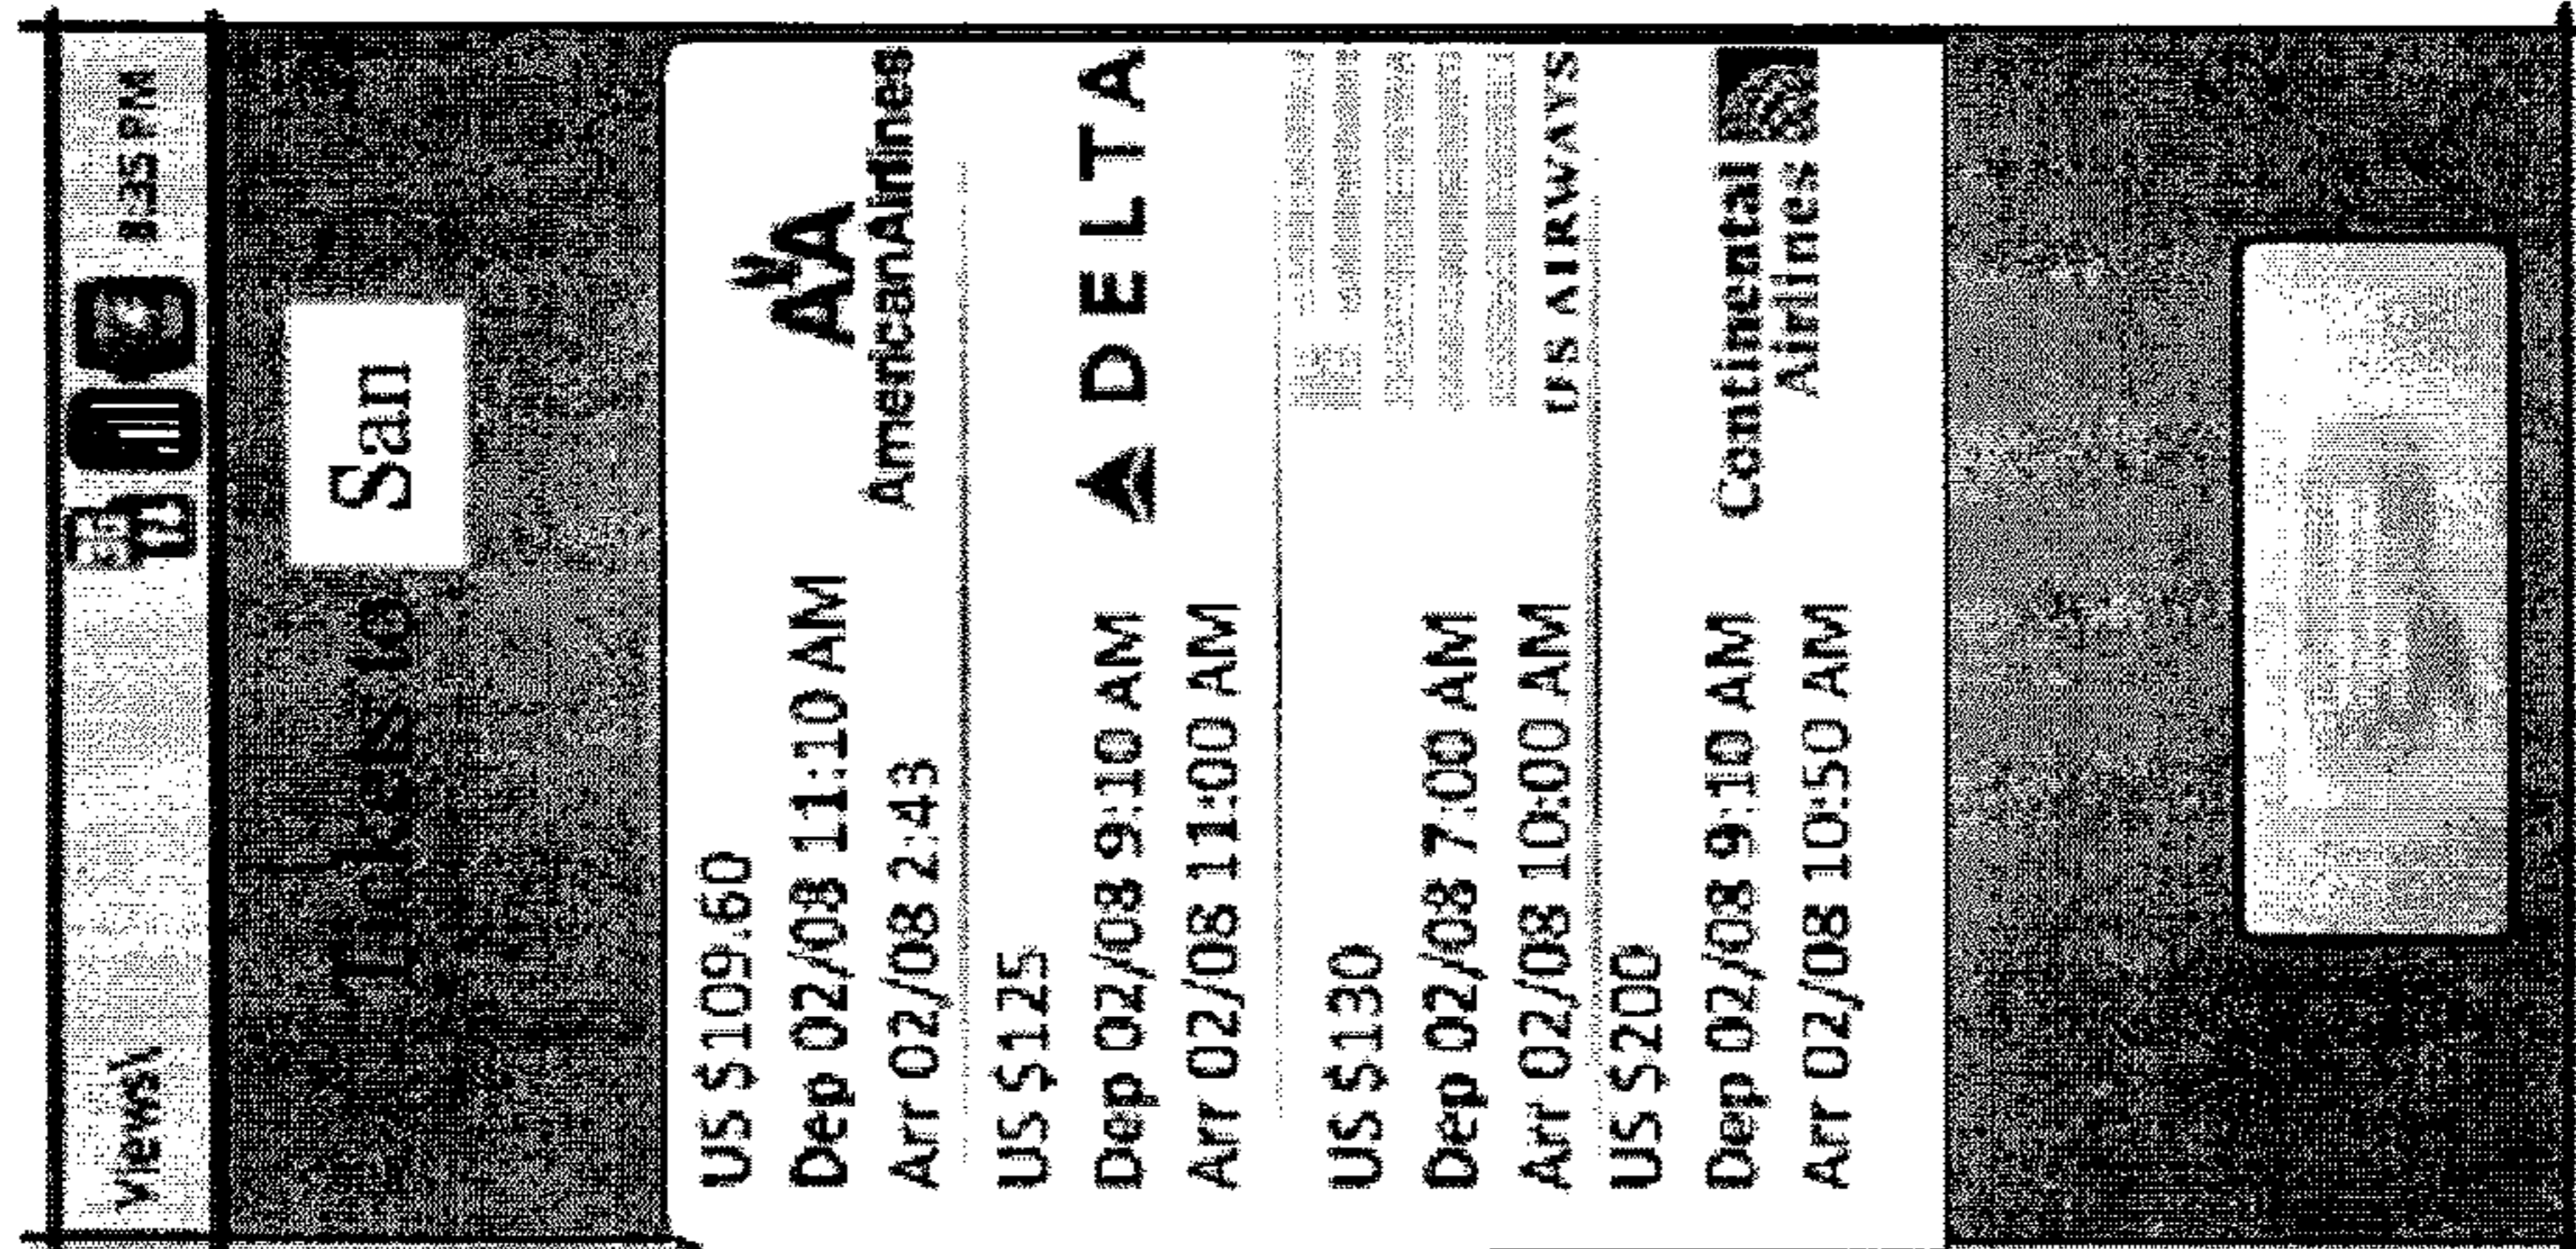 Views\ 8:35 PM
Tickets to San
US $109.60
Dep 02/08 11:10 AM
Arr 02/08 2:43
AA
AmericanAirlines
US $125
Dep 02/08 9:10 AM
Arr 02/08 11:00 AM
DELTA
US $130
Dep 02/08 7:00 AM
Arr 02/08 10:00 AM
US AIRWAYS
US $200
Dep 02/08 9:10 AM
Arr 02/08 10:50 AM
Continental
Airlines